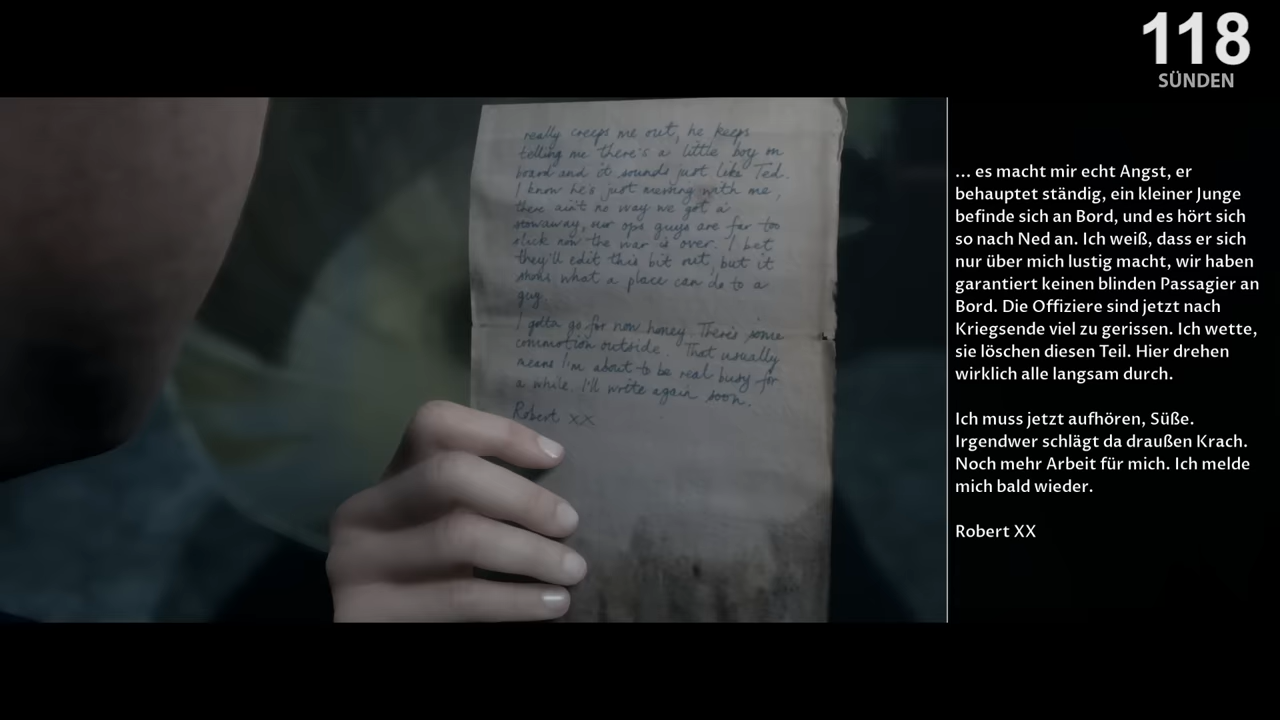 118
SÜNDEN
really creeps me out, he keeps
telling me there's a little boy on
board and it sounds just like Ted.
I know he's just messing with me,
there ain't no way we got a
stowaway, our ops guys are far too
slick now the war is over. I bet
they'll edit this bit out, but it
shows what a place can do to a
guy.
I gotta go for now honey. There's some
commotion outside. That usually
means I'm about to be real busy for
a while. I'll write again soon.
Robert XX
... es macht mir echt Angst, er
behauptet ständig, ein kleiner Junge
befinde sich an Bord, und es hört sich
so nach Ned an. Ich weiß, dass er sich
nur über mich lustig macht, wir haben
garantiert keinen blinden Passagier an
Bord. Die Offiziere sind jetzt nach
Kriegsende viel zu gerissen. Ich wette,
sie löschen diesen Teil. Hier drehen
wirklich alle langsam durch.
Ich muss jetzt aufhören, Süße.
Irgendwer schlägt da draußen Krach.
Noch mehr Arbeit für mich. Ich melde
mich bald wieder.
Robert XX